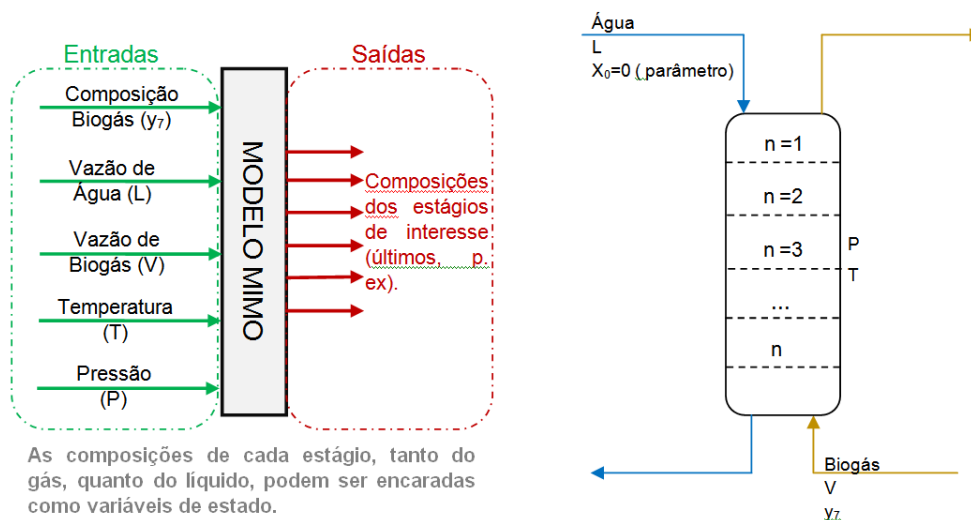 Entradas
Composição
Biogás (y₇)
Vazão de
Água (L)
Vazão de
Biogás (V)
Temperatura
(T)
Pressão
(P)
MODELO MIMO
Saídas
Composições
dos estágios
de interesse
(últimos, p.
ex).
As composições de cada estágio, tanto do
gás, quanto do líquido, podem ser encaradas
como variáveis de estado.
Água
L
X₀=0 ( parâmetro)
n =1
n =2
n =3
...
n
P
T
Biogás
V
y₇